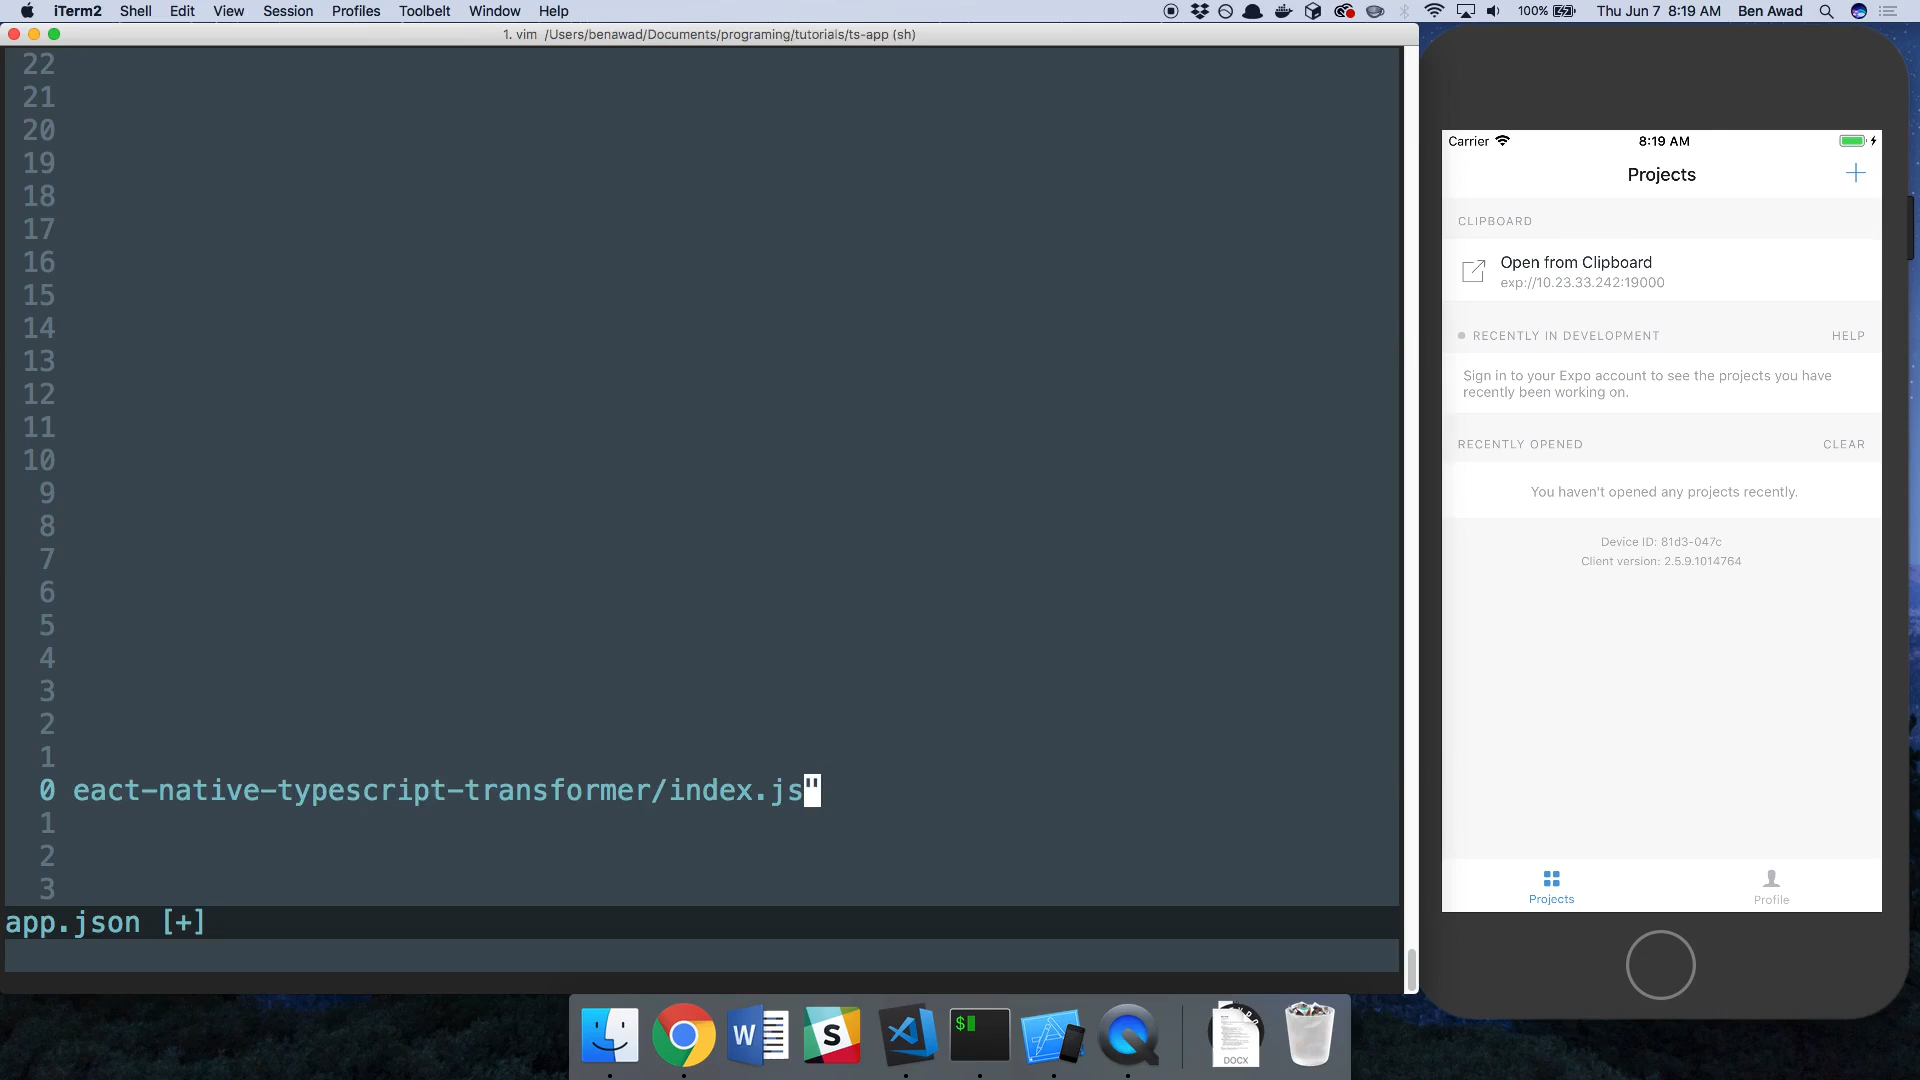 iTerm2 Shell Edit View Session Profiles Toolbelt Window Help 100% Thu Jun 7 8:19 AM Ben Awad
1. vim /Users/benawad/Documents/programing/tutorials/ts-app (sh)
22
21
20
19
18
17
16
15
14
13
12
11
10
9
8
7
6
5
4
3
2
1
0 eact-native-typescript-transformer/index.js"
1
2
3
app.json [+]
Carrier 8:19 AM
Projects
CLIPBOARD
Open from Clipboard
exp://10.23.33.242:19000
RECENTLY IN DEVELOPMENT HELP
Sign in to your Expo account to see the projects you have
recently been working on.
RECENTLY OPENED CLEAR
You haven't opened any projects recently.
Device ID: 81d3-047c
Client version: 2.5.9.1014764
Projects Profile
DOCX